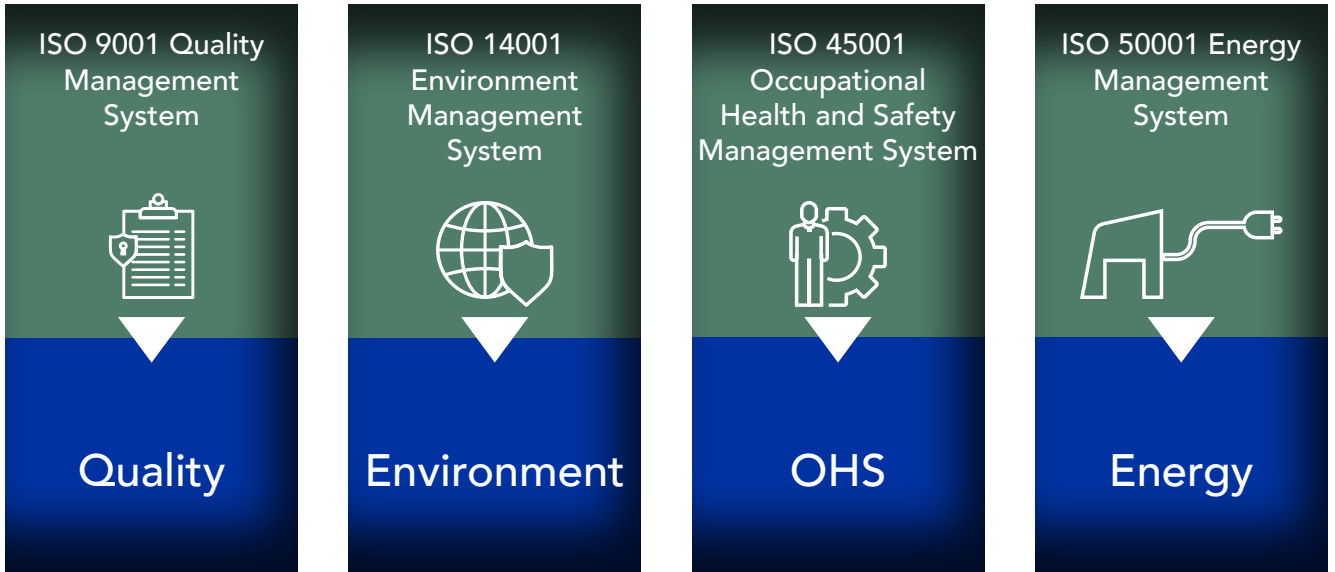 ISO 9001 Quality
Management
System
Quality
ISO 14001
Environment
Management
System
Environment
ISO 45001
Occupational
Health and Safety
Management System
OHS
ISO 50001 Energy
Management
System
Energy